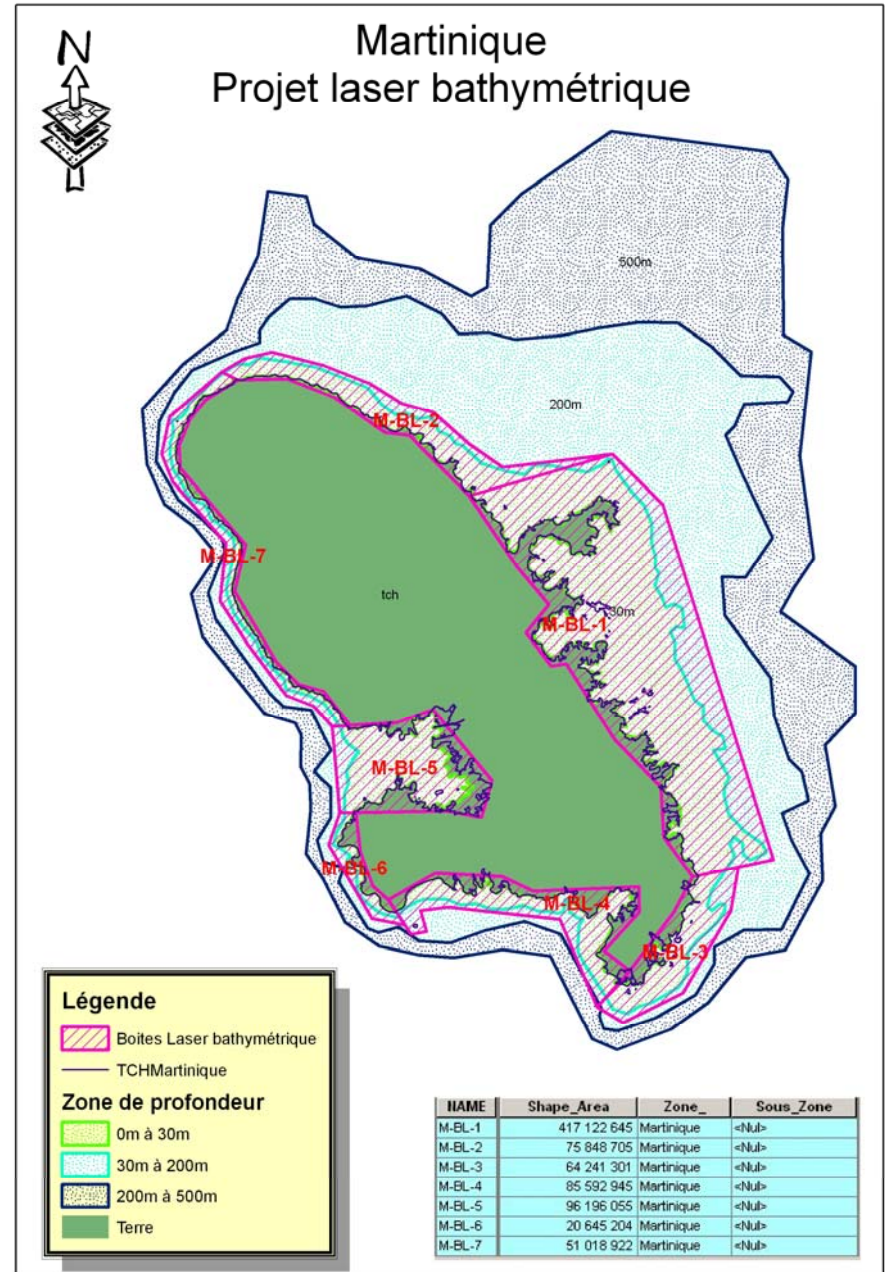 N
Martinique
Projet laser bathymétrique
500m
200m
M-BL-2
M-BL-7
tch
30m
M-BL-1
M-BL-5
M-BL-6
M-BL-4
M-BL-3
Légende
Boites Laser bathymétrique
TCHMartinique
Zone de profondeur
0m à 30m
30m à 200m
200m à 500m
Terre
NAME Shape_Area Zone_ Sous_Zone
M-BL-1 417 122 645 Martinique <Nul>
M-BL-2 75 848 705 Martinique <Nul>
M-BL-3 64 241 301 Martinique <Nul>
M-BL-4 85 592 945 Martinique <Nul>
M-BL-5 96 196 055 Martinique <Nul>
M-BL-6 20 645 204 Martinique <Nul>
M-BL-7 51 018 922 Martinique <Nul>